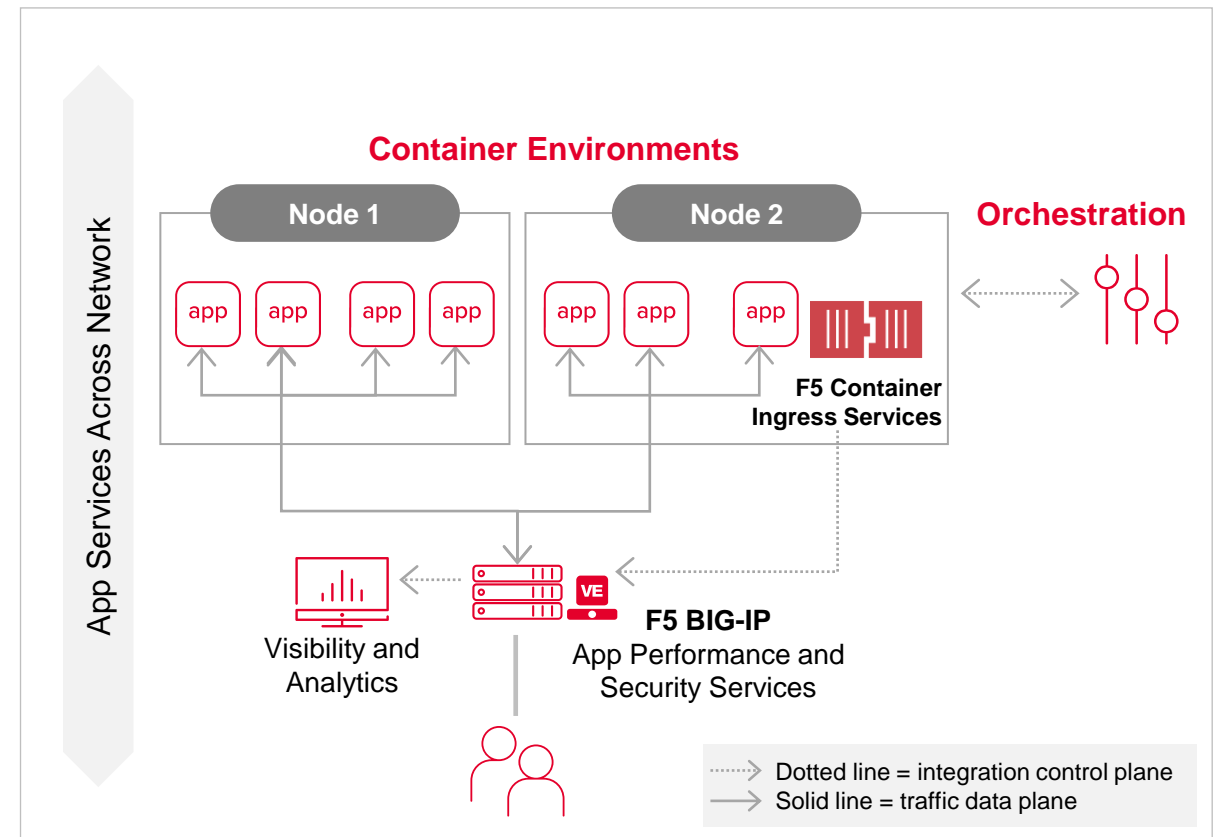 Container Environments
Node 1
Node 2
Orchestration
app
app
app
app
app
app
app
F5 Container
Ingress Services
App Services Across Network
VE
F5 BIG-IP
App Performance and
Security Services
Visibility and
Analytics
Dotted line = integration control plane
Solid line = traffic data plane